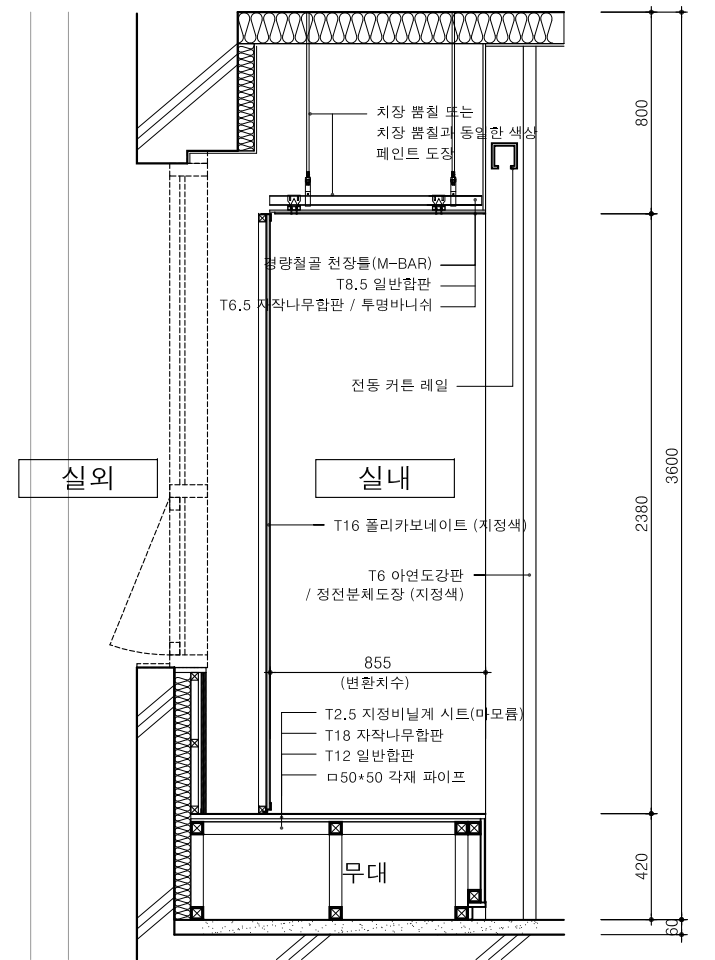 치장 뿜칠 또는
치장 뿜칠과 동일한 색상
페인트 도장
800
경량철골 천장틀(M-BAR)
T8.5 일반합판
T6.5 자작나무합판 / 투명바니쉬
전동 커튼 레일
실외
실내
3600
2380
T16 폴리카보네이트 (지정색)
T6 아연도강판
/ 정전분체도장 (지정색)
855
(변환치수)
T2.5 지정비닐계 시트(마모륨)
T18 자작나무합판
T12 일반합판
ㅁ50*50 각재 파이프
무대
420
60